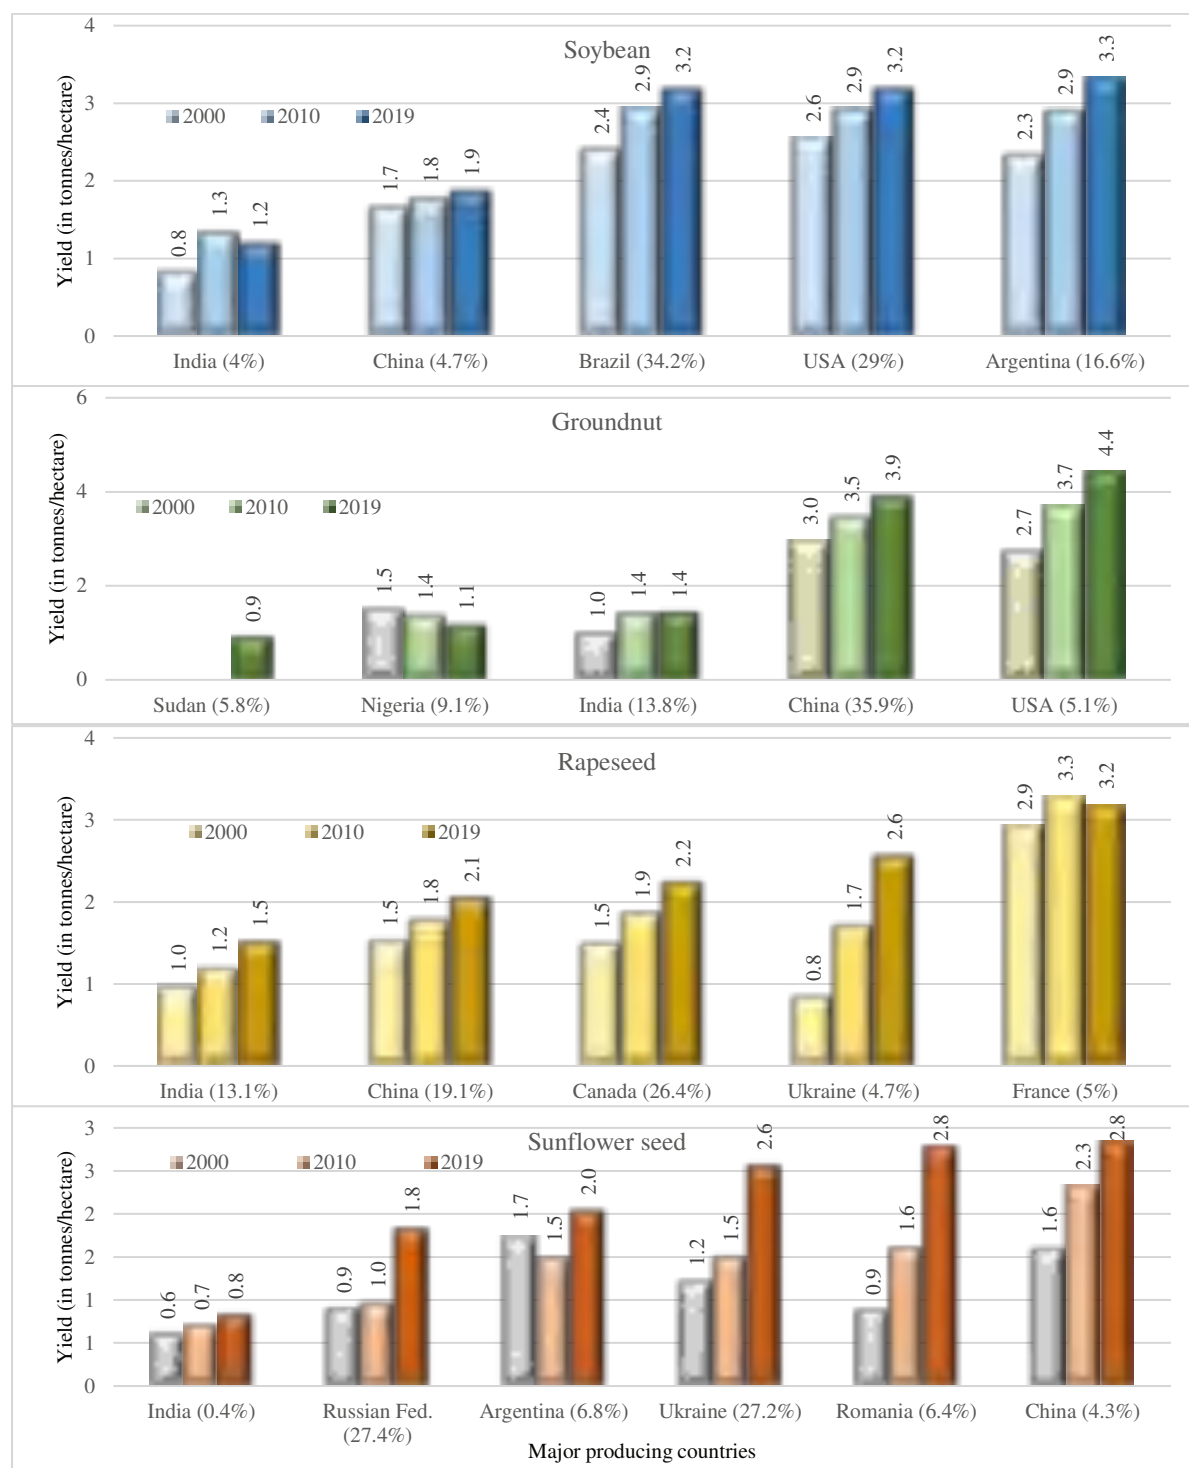 Soybean
Yield (in tonnes/hectare)
4
3
2
1
0
2000 2010 2019
0.8 1.3 1.2
1.7 1.8 1.9
2.4 2.9 3.2
2.6 2.9 3.2
2.3 2.9 3.3
India (4%) China (4.7%) Brazil (34.2%) USA (29%) Argentina (16.6%)
Groundnut
Yield (in tonnes/hectare)
6
4
2
0
2000 2010 2019
0.9
1.5 1.4 1.1
1.0 1.4 1.4
3.0 3.5 3.9
2.7 3.7 4.4
Sudan (5.8%) Nigeria (9.1%) India (13.8%) China (35.9%) USA (5.1%)
Rapeseed
Yield (in tonnes/hectare)
4
3
2
1
0
2000 2010 2019
1.0 1.2 1.5
1.5 1.8 2.1
1.5 1.9 2.2
0.8 1.7 2.6
2.9 3.3 3.2
India (13.1%) China (19.1%) Canada (26.4%) Ukraine (4.7%) France (5%)
Sunflower seed
Yield (in tonnes/hectare)
3
3
2
2
1
1
0
2000 2010 2019
0.6 0.7 0.8
0.9 1.0 1.8
1.7 1.5 2.0
1.2 1.5 2.6
0.9 1.6 2.8
1.6 2.3 2.8
India (0.4%) Russian Fed. Argentina (6.8%) Ukraine (27.2%) Romania (6.4%) China (4.3%)
(27.4%)
Major producing countries